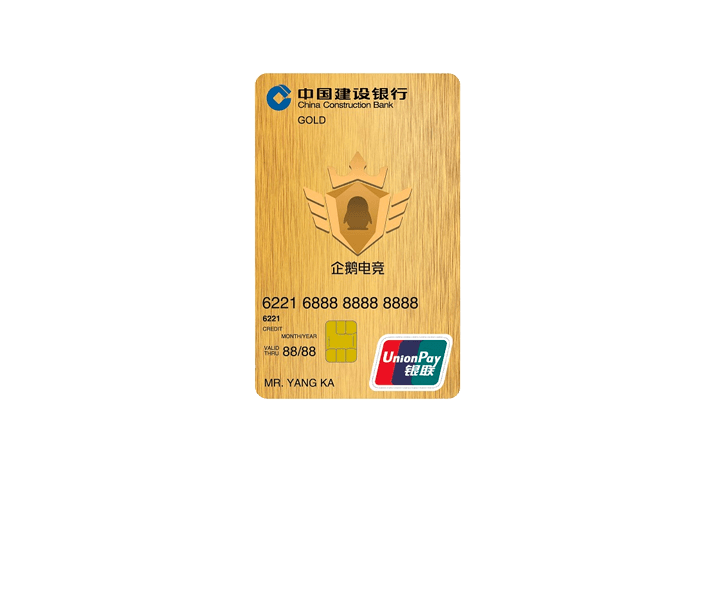 中国建设银行
China Construction Bank
GOLD
企鹅电竞
6221 6888 8888 8888
6221
CREDIT
MONTH/YEAR
VALID THRU 88/88
UnionPay
银联
MR. YANG KA